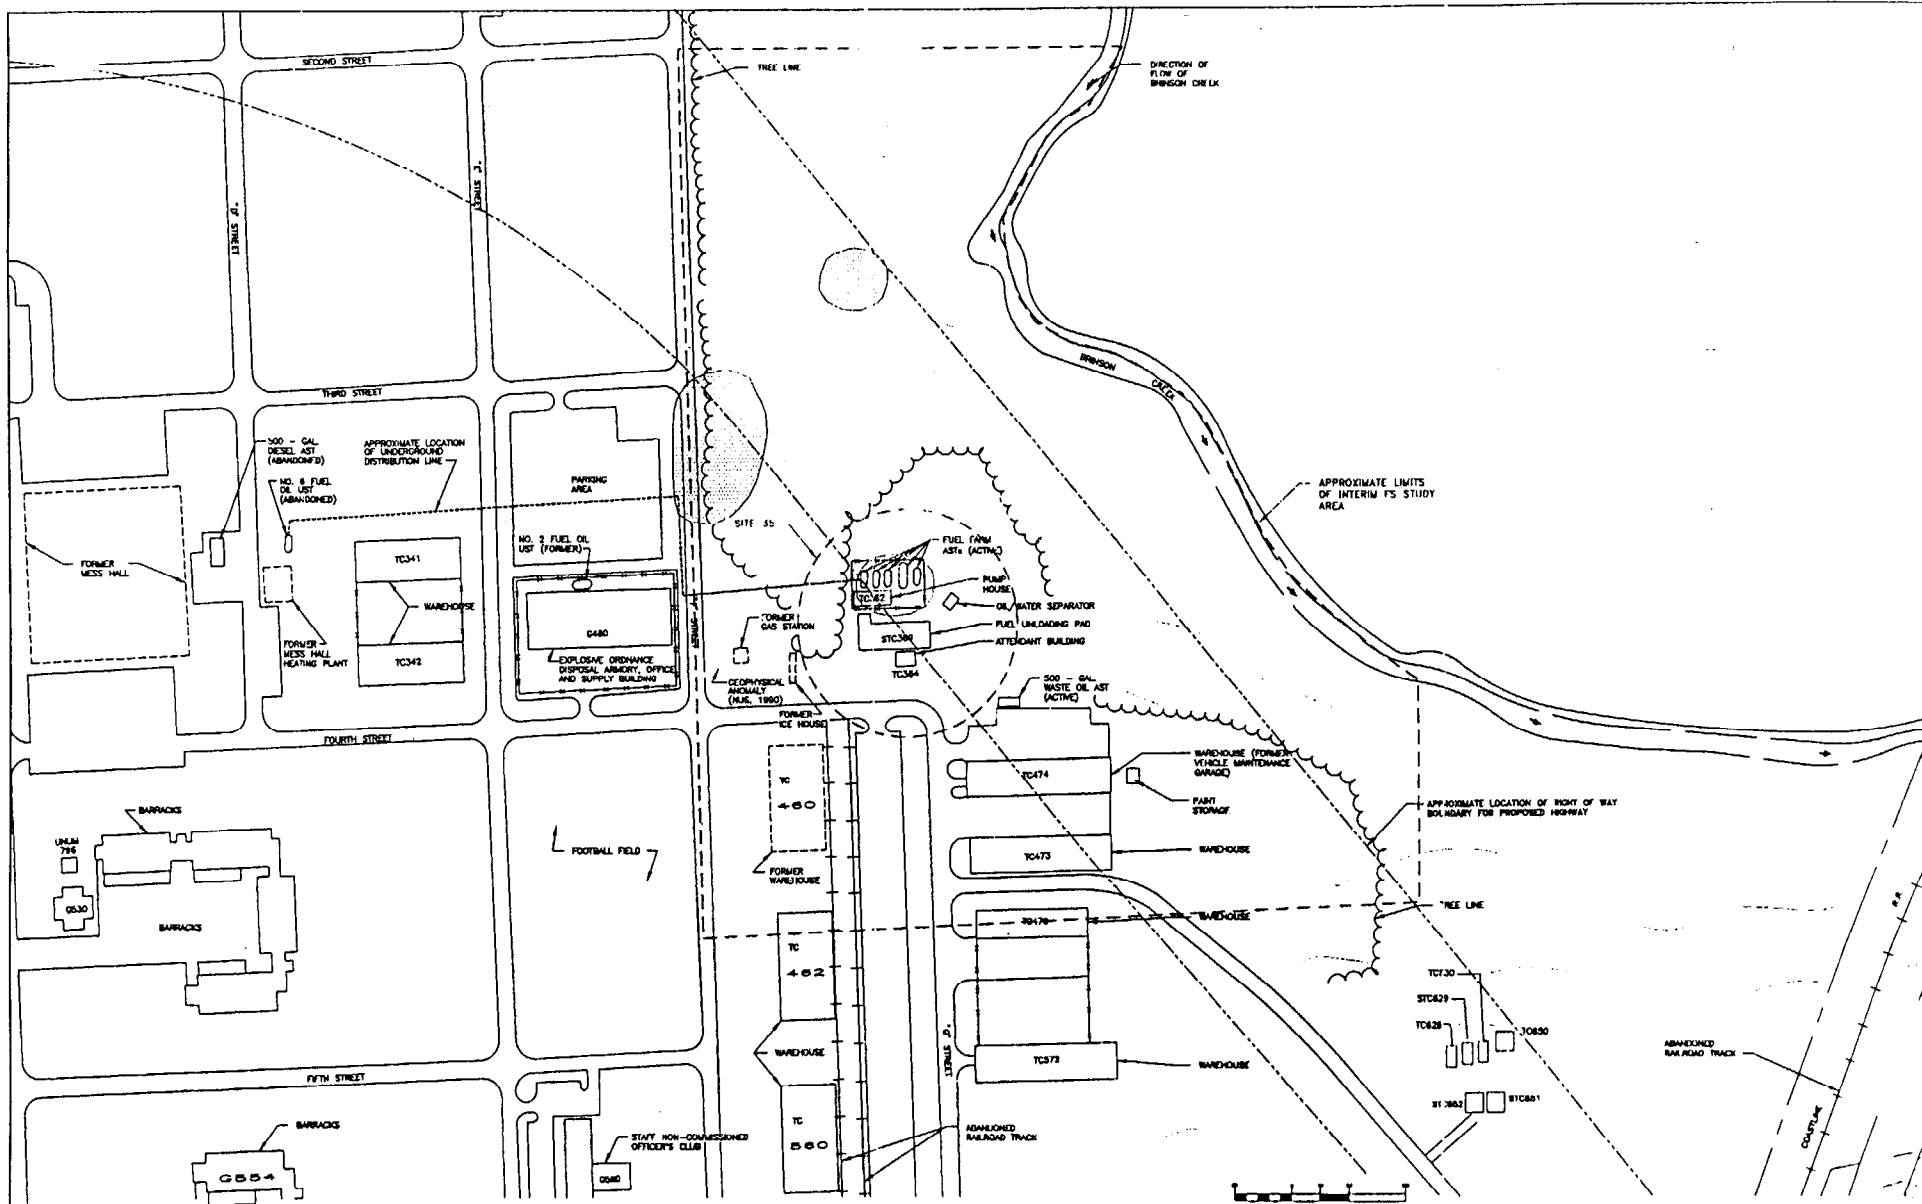 SECOND STREET
TREE LINE
DIRECTION OF
FLOW OF
BRINSON CREEK
"D" STREET
"C" STREET
BRINSON
CREEK
THIRD STREET
500 - GAL
DIESEL AST
(ABANDONED)
APPROXIMATE LOCATION
OF UNDERGROUND
DISTRIBUTION LINE
NO. 6 FUEL
OIL UST
(ABANDONED)
PARKING
AREA
APPROXIMATE LIMITS
OF INTERIM FS STUDY
AREA
SITE 35
NO. 2 FUEL OIL
UST (FORMER)
FUEL FARM
ASTs (ACTIVE)
FORMER
MESS HALL
TC341
PUMP
HOUSE
WAREHOUSE
OIL/WATER SEPARATOR
FORMER
GAS STATION
FUEL UNLOADING PAD
G480
STC389
ATTENDANT BUILDING
FORMER
MESS HALL
HEATING PLANT
TC342
EXPLOSIVE ORDNANCE
DISPOSAL ARMORY, OFFICE
AND SUPPLY BUILDING
TC364
GEOPHYSICAL
ANOMALY
(NUS, 1990)
500 - GAL
WASTE OIL AST
(ACTIVE)
FORMER
ICE HOUSE
FOURTH STREET
TC
460
TC474
WAREHOUSE (FORMER
VEHICLE MAINTENANCE
GARAGE)
PAINT
STORAGE
APPROXIMATE LOCATION OF RIGHT OF WAY
BOUNDARY FOR PROPOSED HIGHWAY
BARRACKS
FOOTBALL FIELD
TC473
WAREHOUSE
FORMER
WAREHOUSE
G530
BARRACKS
WAREHOUSE
TREE LINE
TC
462
STC629
WAREHOUSE
"G" STREET
TC572
WAREHOUSE
ABANDONED
RAILROAD TRACK
R.R.
FIFTH STREET
BARRACKS
STAFF NON-COMMISSIONED
OFFICER'S CLUB
TC
560
ABANDONED
RAILROAD TRACK
COASTLINE
G554